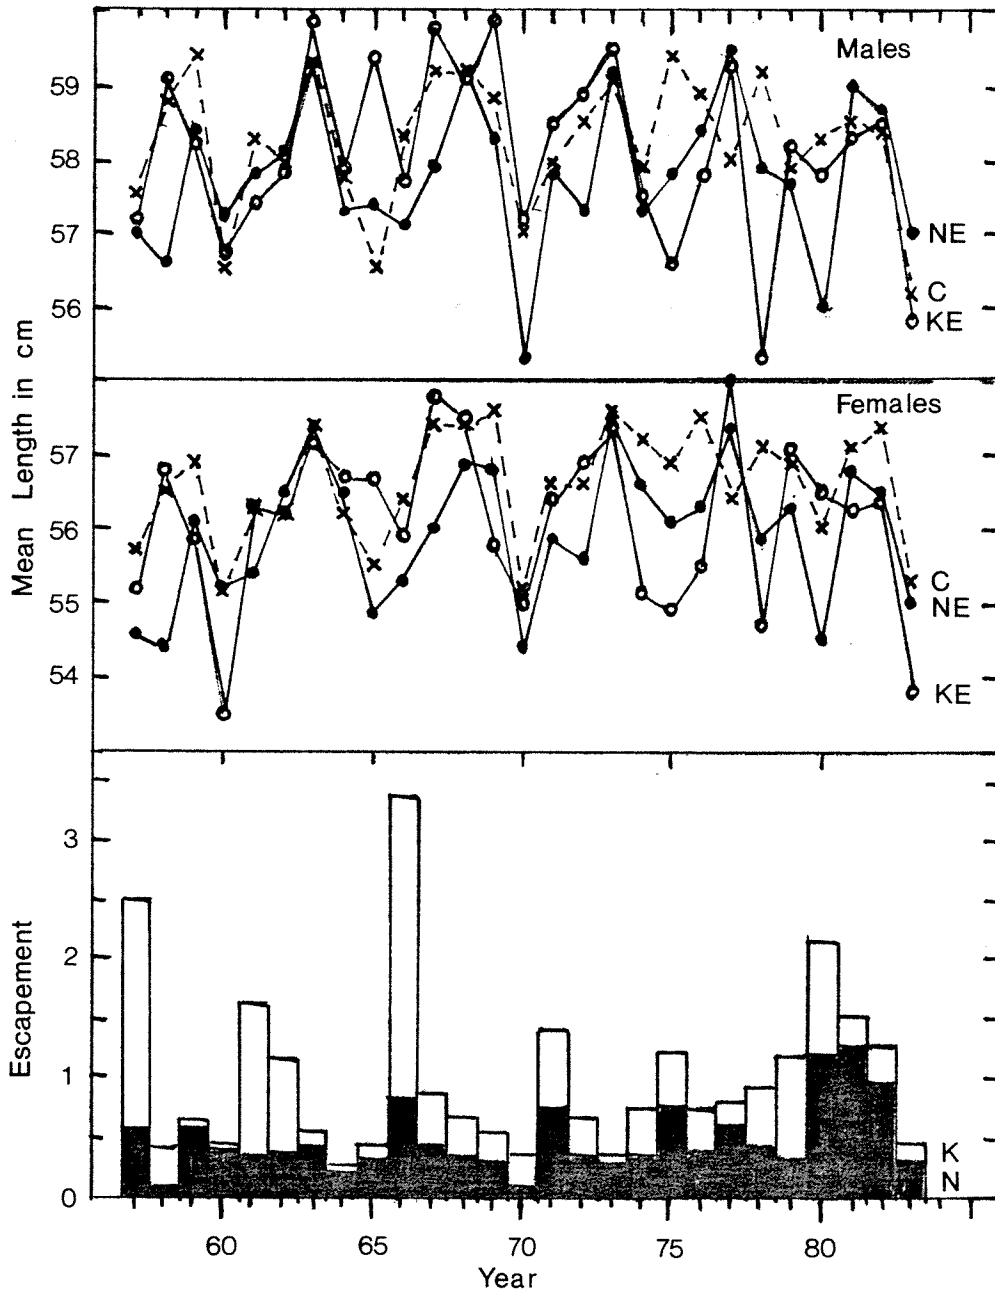 Males
59
58
57
56
NE
C
KE
Mean Length in cm
Females
57
56
55
54
C
NE
KE
Escapement
3
2
1
0
K
N
60 65 70 75 80
Year